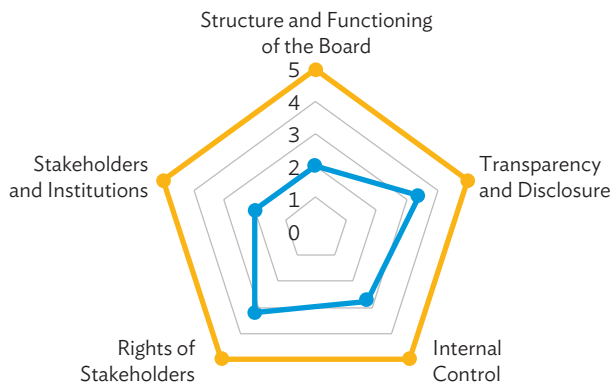 Structure and Functioning
of the Board
5
4
3
2
1
0
Stakeholders
and Institutions
Transparency
and Disclosure
Rights of
Stakeholders
Internal
Control